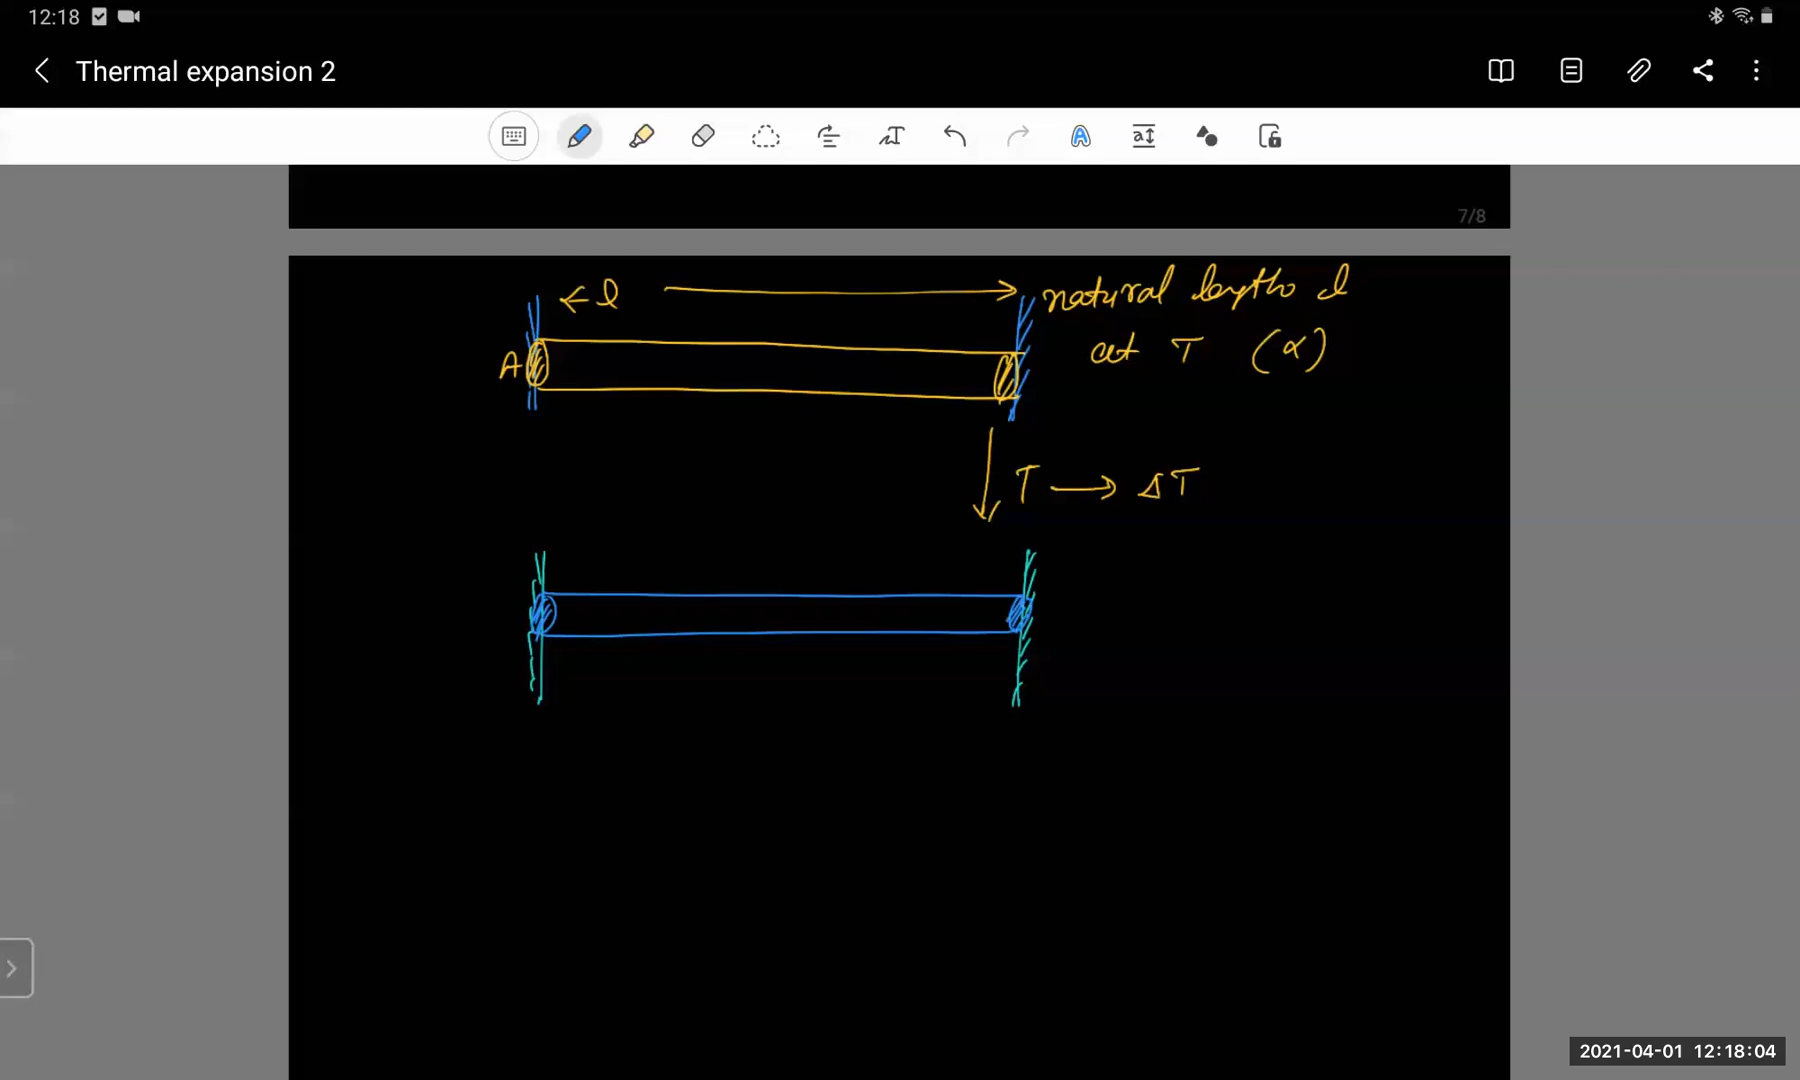 12:18
Thermal expansion 2
7/8
← l → natural length l
A at T (α)
T → ΔT
2021-04-01 12:18:04